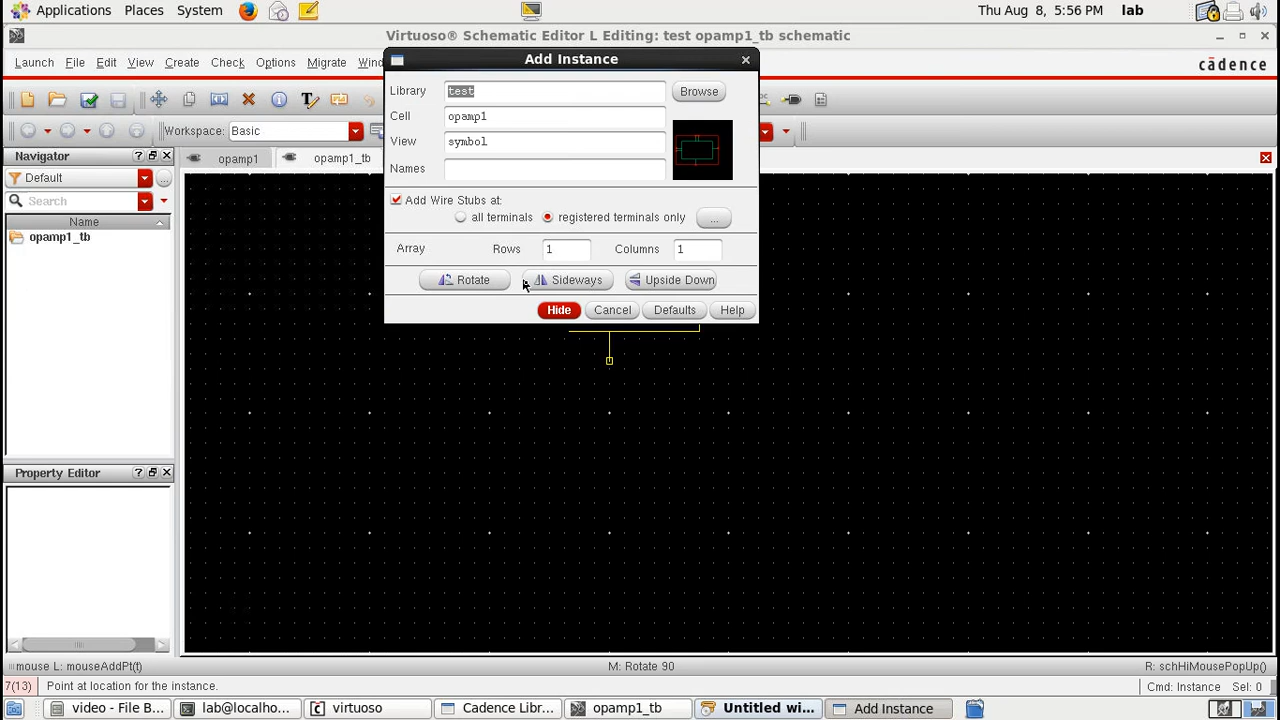 Applications Places System Thu Aug 8, 5:56 PM lab
Virtuoso® Schematic Editor L Editing: test opamp1_tb schematic
Launch File Edit View Create Check Options Migrate cādence
Add Instance
Library test Browse
Cell opamp1
View symbol
Names
Add Wire Stubs at:
all terminals registered terminals only ...
Array Rows 1 Columns 1
Rotate Sideways Upside Down
Hide Cancel Defaults Help
Workspace: Basic
Navigator ?
opamp1 opamp1_tb
Default
Search
Name
opamp1_tb
Property Editor ?
mouse L: mouseAddPt(t) M: Rotate 90 R: schHiMousePopUp()
7(13) Point at location for the instance. Cmd: Instance Sel: 0
video - File B... lab@localho... virtuoso Cadence Libr... opamp1_tb Untitled wi... Add Instance